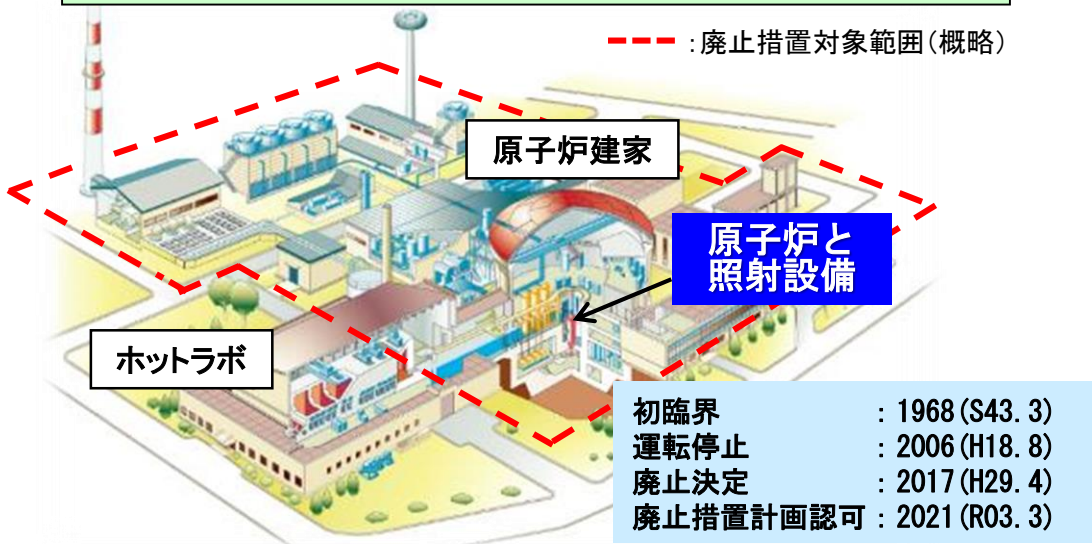 ：廃止措置対象範囲（概略）
原子炉建家
原子炉と
照射設備
ホットラボ
初臨界 ：1968(S43.3)
運転停止 ：2006(H18.8)
廃止決定 ：2017(H29.4)
廃止措置計画認可：2021(R03.3)